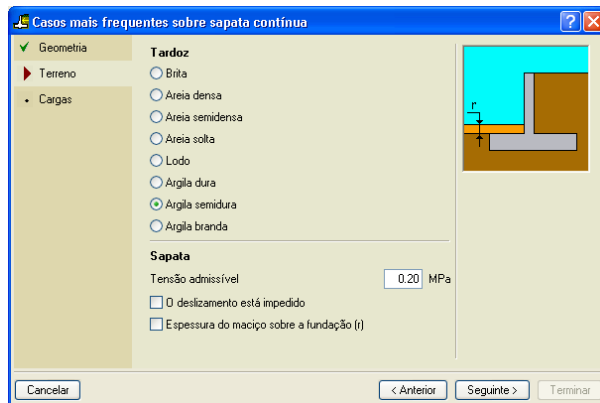 Casos mais frequentes sobre sapata contínua
Geometria
Terreno
Cargas
Tardoz
Brita
Areia densa
Areia semidensa
Areia solta
Lodo
Argila dura
Argila semidura
Argila branda
r
Sapata
Tensão admissível 0.20 MPa
O deslizamento está impedido
Espessura do maciço sobre a fundação (r)
Cancelar < Anterior Seguinte > Terminar